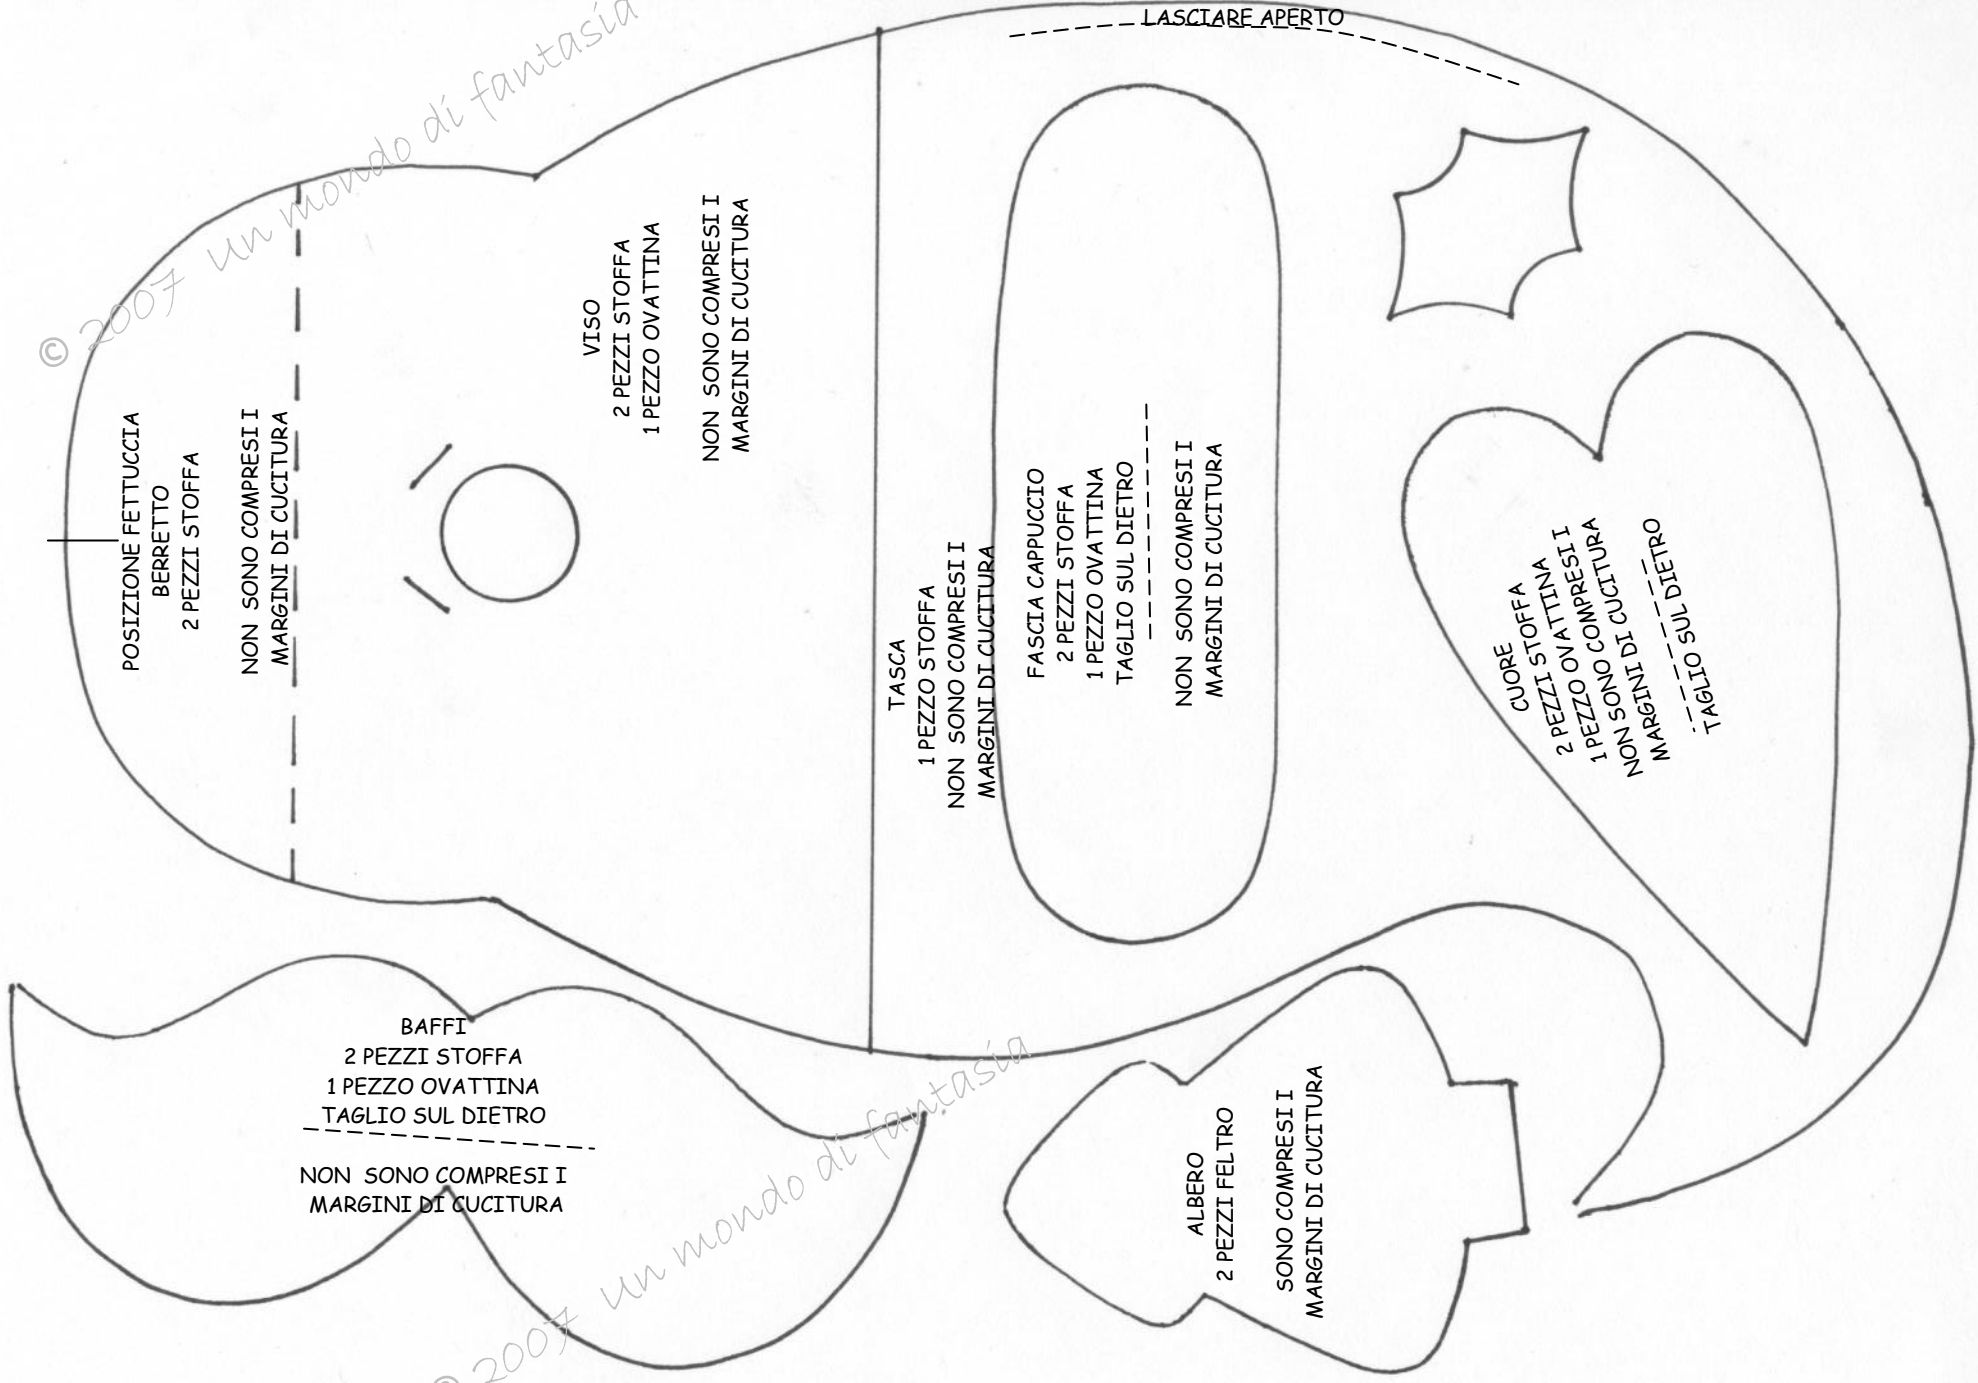 LASCIARE APERTO
© 2007 un mondo di fantasia
POSIZIONE FETTUCCIA
BERRETTO
2 PEZZI STOFFA
NON SONO COMPRESI I
MARGINI DI CUCITURA
VISO
2 PEZZI STOFFA
1 PEZZO OVATTINA
NON SONO COMPRESI I
MARGINI DI CUCITURA
TASCA
1 PEZZO STOFFA
NON SONO COMPRESI I
MARGINI DI CUCITURA
FASCIA CAPPUCCIO
2 PEZZI STOFFA
1 PEZZO OVATTINA
TAGLIO SUL DIETRO
NON SONO COMPRESI I
MARGINI DI CUCITURA
CUORE
2 PEZZI STOFFA
1 PEZZO OVATTINA
NON SONO COMPRESI I
MARGINI DI CUCITURA
TAGLIO SUL DIETRO
BAFFI
2 PEZZI STOFFA
1 PEZZO OVATTINA
TAGLIO SUL DIETRO
NON SONO COMPRESI I
MARGINI DI CUCITURA
ALBERO
2 PEZZI FELTRO
SONO COMPRESI I
MARGINI DI CUCITURA
© 2007 un mondo di fantasia